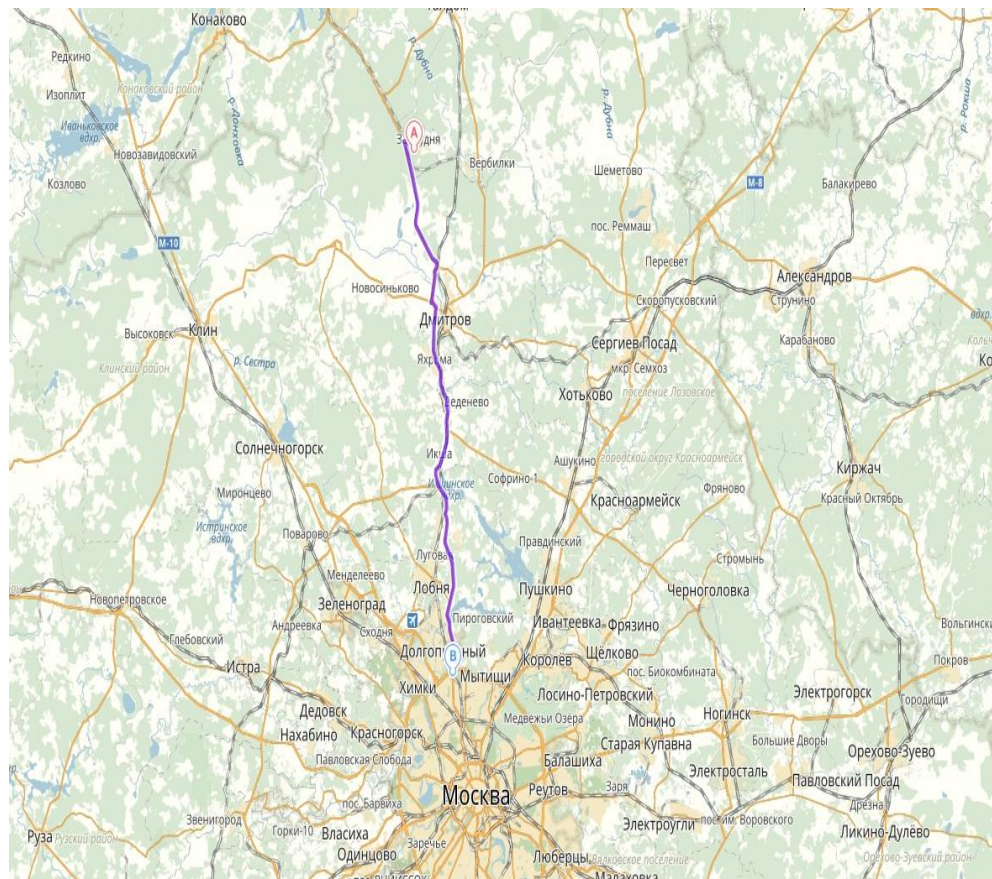 Конаково
р. Дубна
Редкино
Конаковский район
Изоплит
р. Донховка
р. Дубна
р. Рокша
Иваньковское
вдхр.
A
Новозавидовский
Вербилки
Шеметово
Козлово
М-8
Балакирево
пос. Реммаш
М-10
Пересвет
Александров
Новосиньково
Скоропусковский
Струнино
Высоковск
Клин
Дмитров
вдхр.
Карабаново
Сергиев Посад
р. Сестра
Яхрома
Клинский район
мкр. Семхоз
Хотьково
поселение Лозовское
Деденево
Солнечногорск
Икша
Ашукино
городской округ Красноармейск
Киржач
Софрино-1
Миронцево
Фряново
Красноармейск
Красный Октябрь
Истринское
вдхр.
Поварово
Правдинский
Луговая
Стромынь
Менделеево
Лобня
Пушкино
Черноголовка
Новопетровское
Зеленоград
Пироговский
Ивантеевка
Фрязино
Андреевка
Сходня
Глебовский
Долгопрудный
B
Щёлково
Королёв
Покров
Истра
Мытищи
пос. Биокомбината
Химки
Лосино-Петровский
Электрогорск
Городищи
Дедовск
Медвежьи Озёра
Монино
Ногинск
Нахабино
Красногорск
Старая Купавна
Большие Дворы
Орехово-Зуево
Павловская Слобода
Балашиха
Электросталь
Павловский Посад
Москва
Реутов
Заря
пос. Барвиха
Дрезна
Звенигород
Горки-10
Власиха
Электроугли
пос. им. Воровского
Ликино-Дулёво
Руза
Рузский район
Заречье
Одинцово
Люберцы
Вялковское поселение
Орехово-Зуевский район